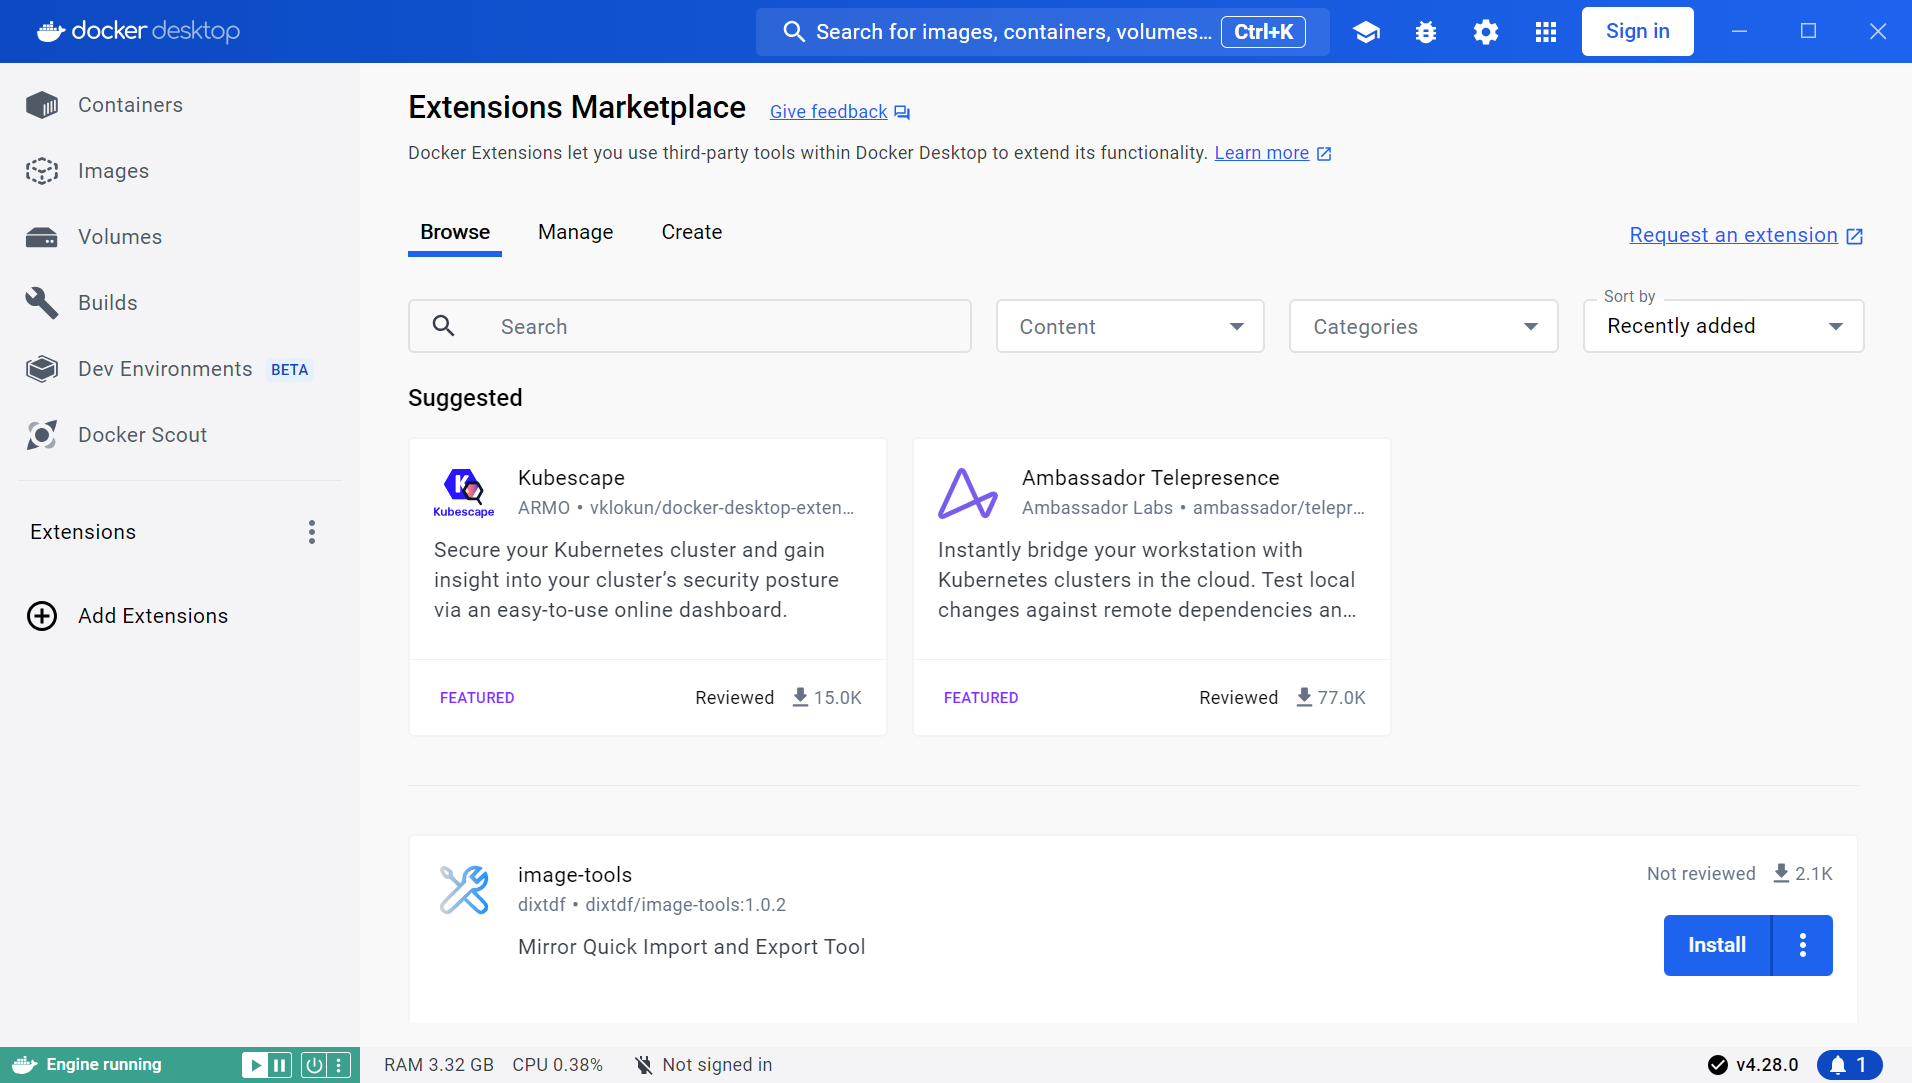 docker desktop
Search for images, containers, volumes... Ctrl+K
Sign in
Containers
Images
Volumes
Builds
Dev Environments BETA
Docker Scout
Extensions
Add Extensions
Extensions Marketplace Give feedback
Docker Extensions let you use third-party tools within Docker Desktop to extend its functionality. Learn more
Browse Manage Create
Request an extension
Search
Content
Categories
Sort by
Recently added
Suggested
Kubescape
Kubescape
ARMO • vklokun/docker-desktop-exten...
Secure your Kubernetes cluster and gain
insight into your cluster’s security posture
via an easy-to-use online dashboard.
FEATURED Reviewed 15.0K
Ambassador Telepresence
Ambassador Labs • ambassador/telepr...
Instantly bridge your workstation with
Kubernetes clusters in the cloud. Test local
changes against remote dependencies an...
FEATURED Reviewed 77.0K
image-tools
dixtdf • dixtdf/image-tools:1.0.2
Mirror Quick Import and Export Tool
Not reviewed 2.1K
Install
Engine running
RAM 3.32 GB CPU 0.38% Not signed in
v4.28.0
1